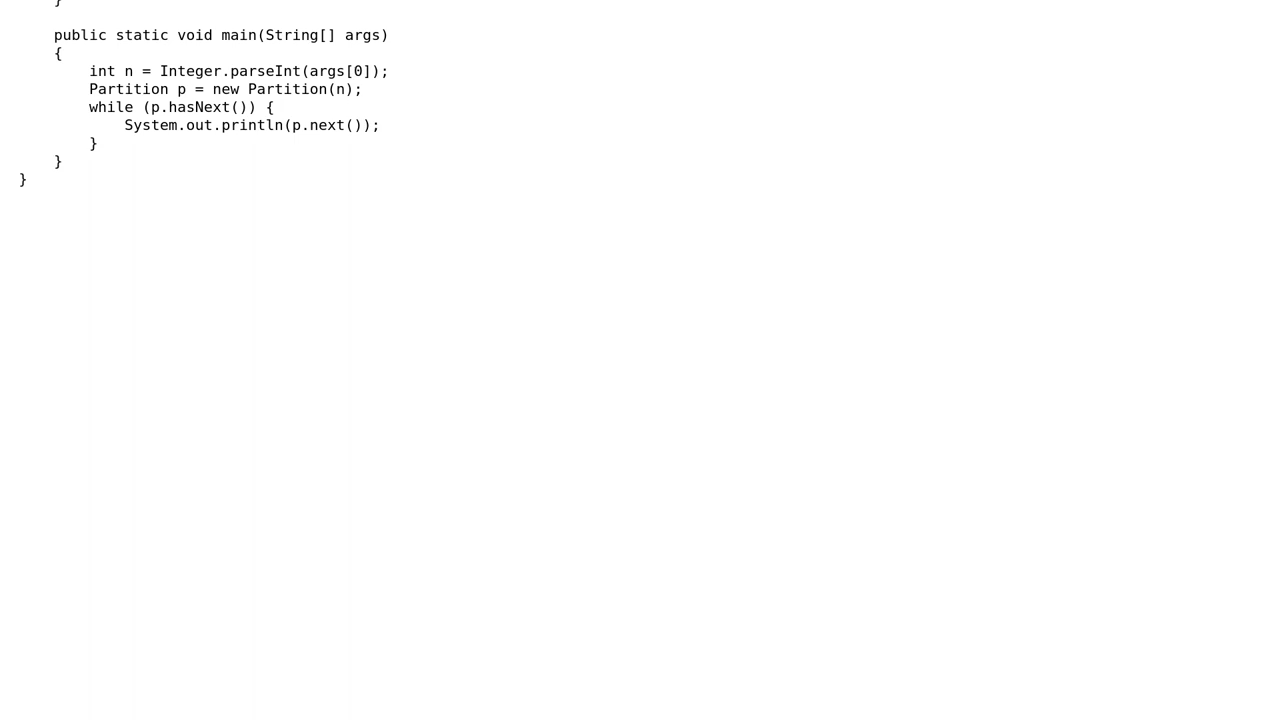 }

    public static void main(String[] args)
    {
        int n = Integer.parseInt(args[0]);
        Partition p = new Partition(n);
        while (p.hasNext()) {
            System.out.println(p.next());
        }
    }
}